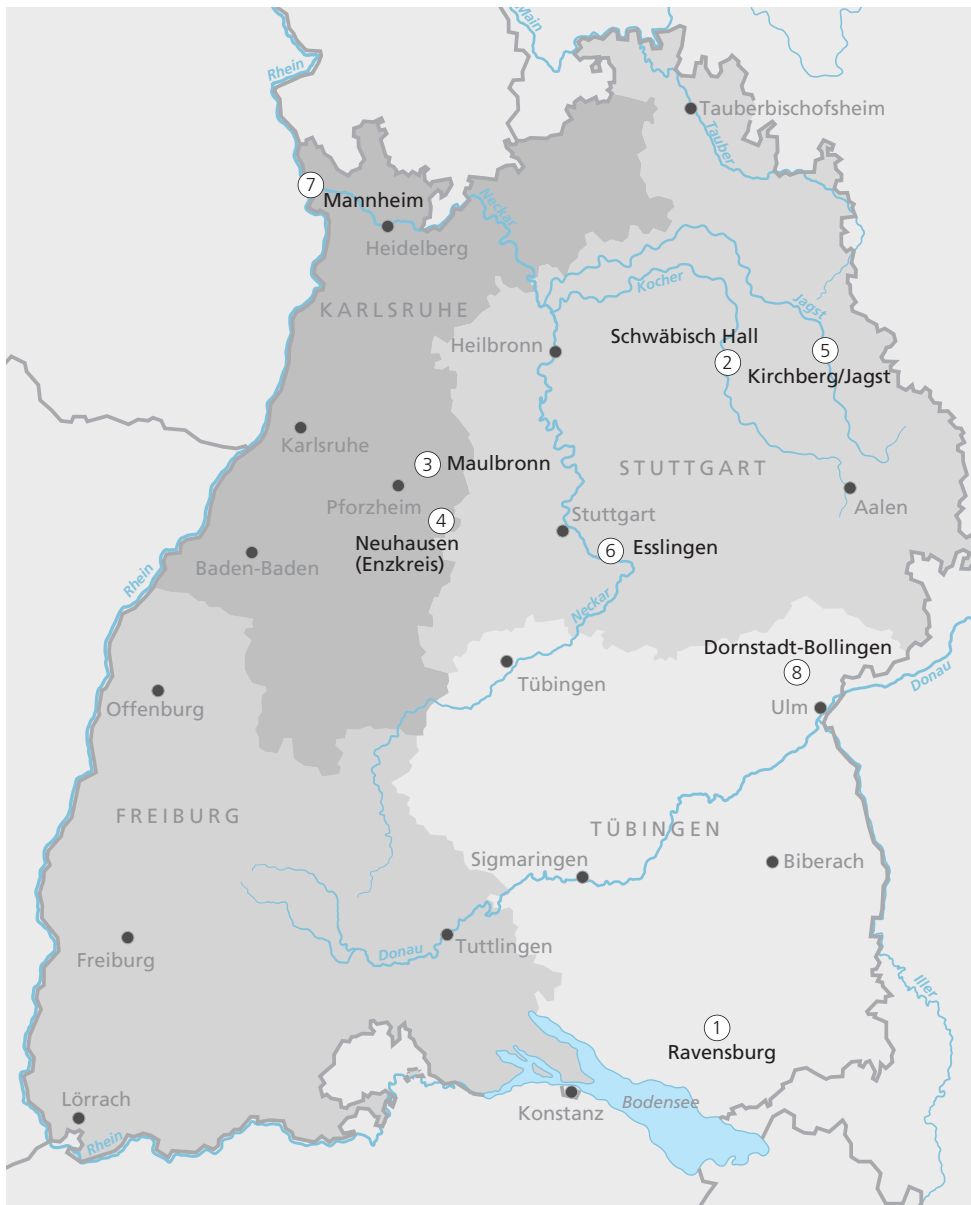 Main
Rhein
Tauberbischofsheim
Tauber
7
Mannheim
Neckar
Heidelberg
KARLSRUHE
Kocher
Jagst
Schwäbisch Hall
Heilbronn
2
5
Kirchberg/Jagst
Karlsruhe
3
Maulbronn
STUTTGART
Pforzheim
Aalen
4
Stuttgart
Neuhausen
(Enzkreis)
6
Esslingen
Baden-Baden
Rhein
Neckar
Dornstadt-Bollingen
8
Donau
Tübingen
Offenburg
Ulm
FREIBURG
TÜBINGEN
Sigmaringen
Biberach
Donau
Tuttlingen
Freiburg
Iller
1
Ravensburg
Lörrach
Bodensee
Konstanz
Rhein